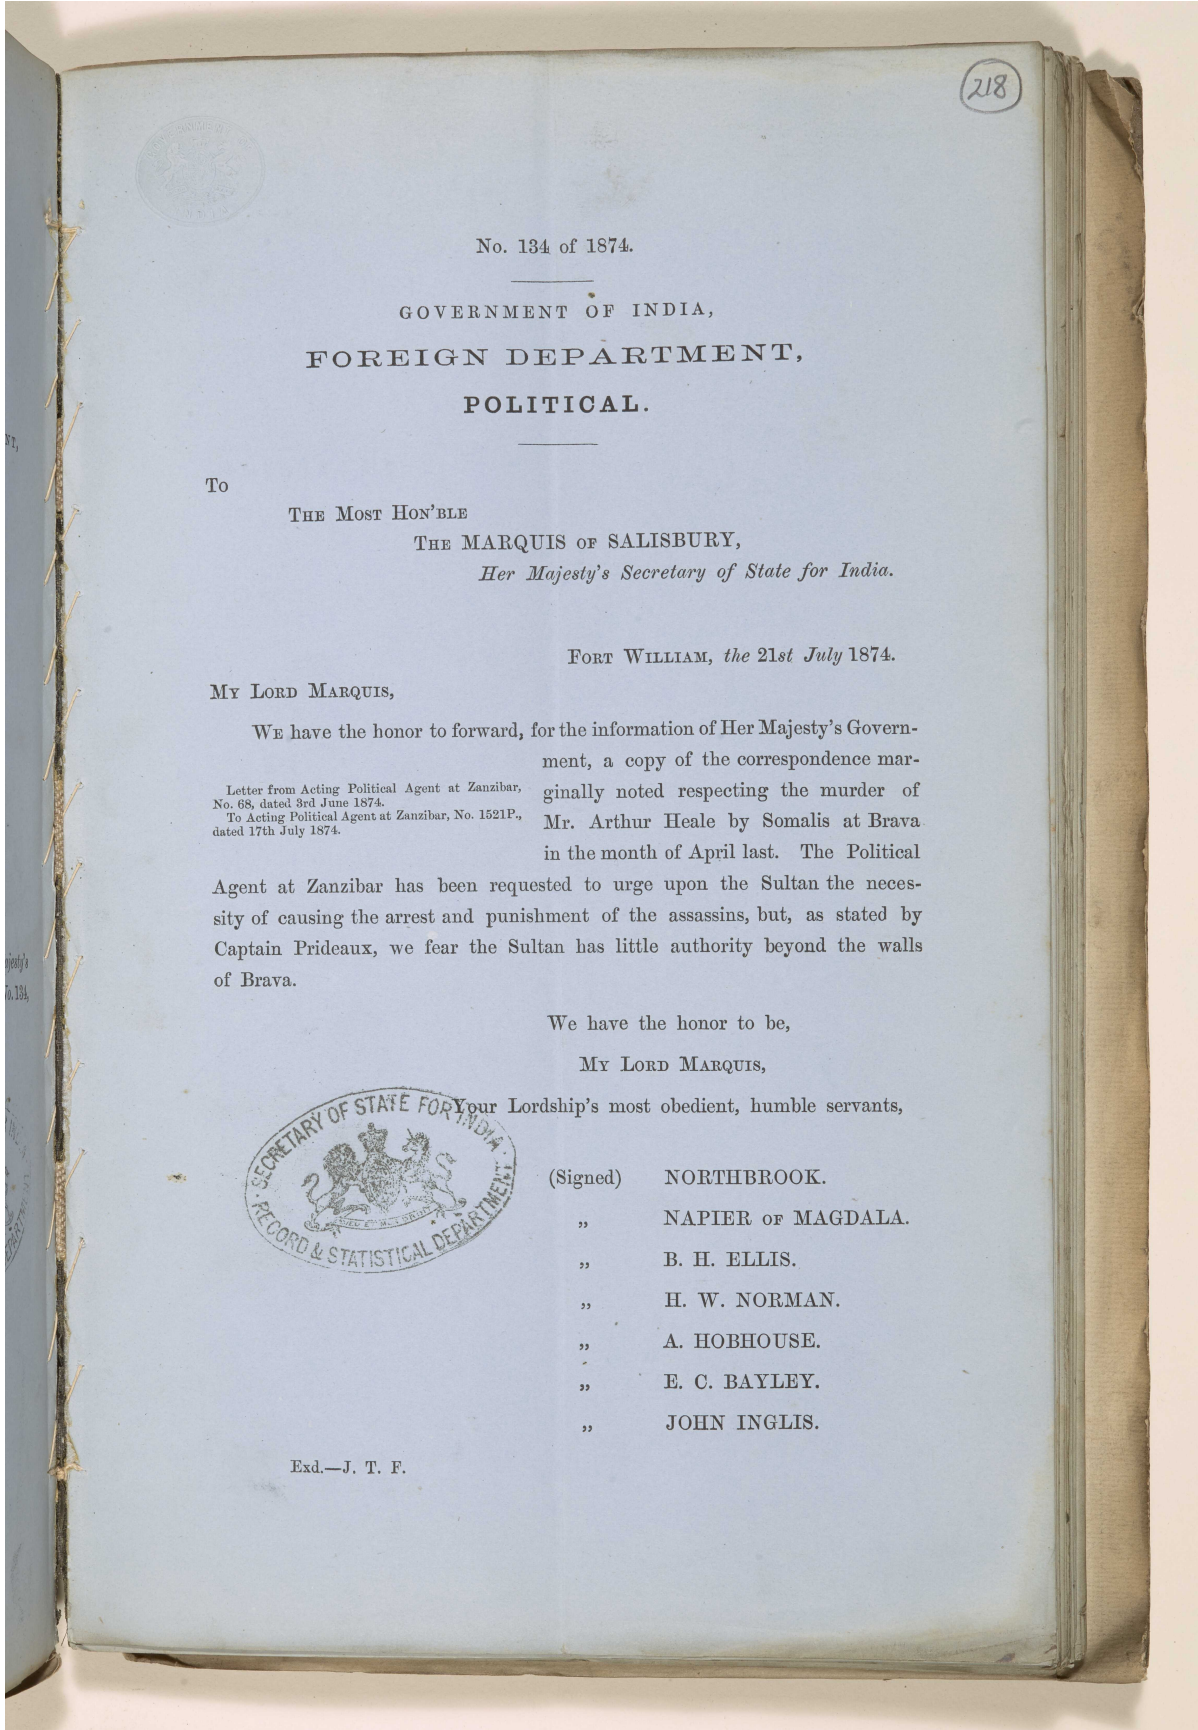 218
No. 134 of 1874.
GOVERNMENT OF INDIA,
FOREIGN DEPARTMENT,
POLITICAL.
To
THE MOST HON'BLE
THE MARQUIS OF SALISBURY,
Her Majesty's Secretary of State for India.
FORT WILLIAM, the 21st July 1874.
MY LORD MARQUIS,
WE have the honor to forward, for the information of Her Majesty's Govern-
ment, a copy of the correspondence mar-
ginally noted respecting the murder of
Mr. Arthur Heale by Somalis at Brava
in the month of April last. The Political
Letter from Acting Political Agent at Zanzibar,
No. 68, dated 3rd June 1874.
To Acting Political Agent at Zanzibar, No. 1521P.,
dated 17th July 1874.
Agent at Zanzibar has been requested to urge upon the Sultan the neces-
sity of causing the arrest and punishment of the assassins, but, as stated by
Captain Prideaux, we fear the Sultan has little authority beyond the walls
of Brava.
We have the honor to be,
MY LORD MARQUIS,
Your Lordship's most obedient, humble servants,
SECRETARY OF STATE FOR INDIA
RECORD & STATISTICAL DEPARTMENT
(Signed) NORTHBROOK.
„ NAPIER OF MAGDALA.
„ B. H. ELLIS.
„ H. W. NORMAN.
„ A. HOBHOUSE.
„ E. C. BAYLEY.
„ JOHN INGLIS.
Exd.—J. T. F.
NT,
ajesty's
No. 134,